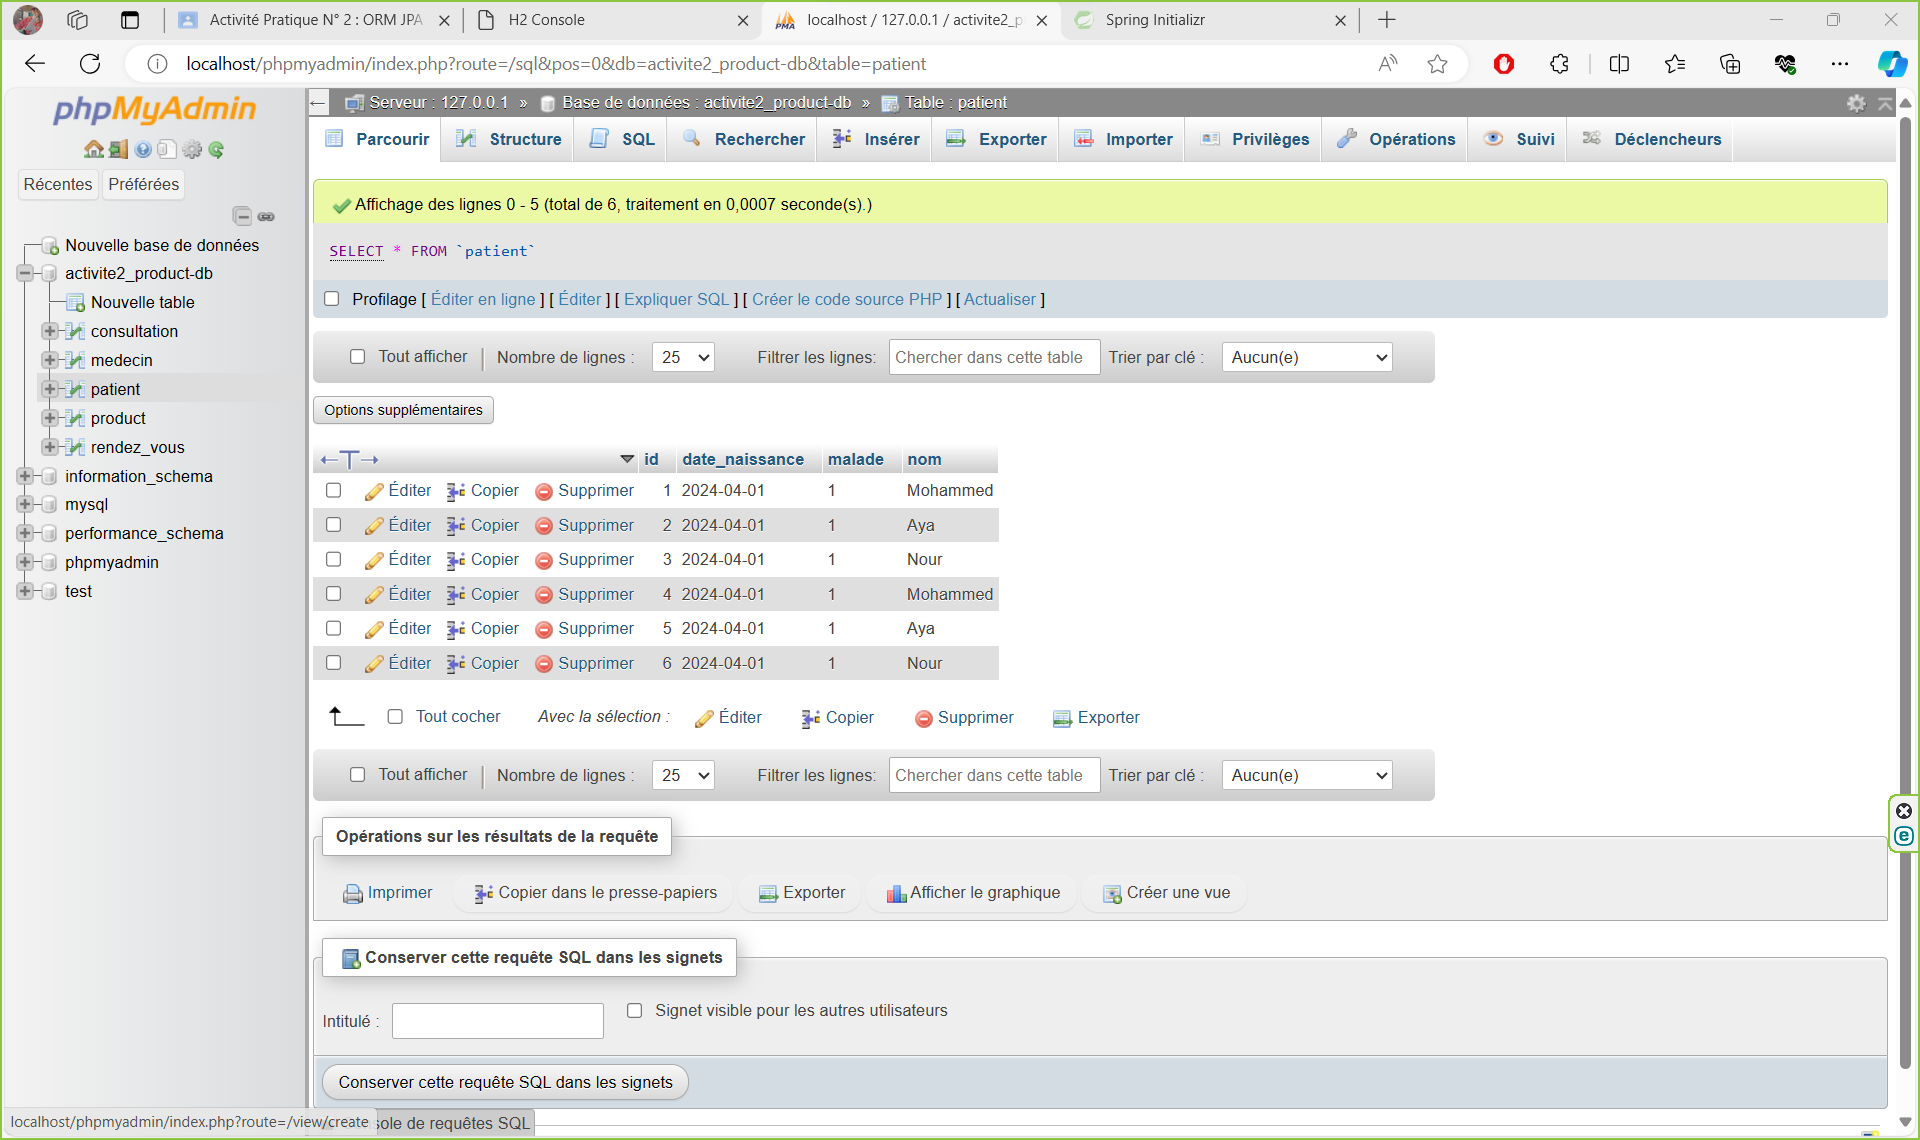 Activité Pratique N° 2 : ORM JPA
H2 Console
localhost / 127.0.0.1 / activite2_p
Spring Initializr
localhost/phpmyadmin/index.php?route=/sql&pos=0&db=activite2_product-db&table=patient
phpMyAdmin
Récentes
Préférées
Nouvelle base de données
activite2_product-db
Nouvelle table
consultation
medecin
patient
product
rendez_vous
information_schema
mysql
performance_schema
phpmyadmin
test
Serveur : 127.0.0.1 » Base de données : activite2_product-db » Table : patient
Parcourir Structure SQL Rechercher Insérer Exporter Importer Privilèges Opérations Suivi Déclencheurs
Affichage des lignes 0 - 5 (total de 6, traitement en 0,0007 seconde(s).)
SELECT * FROM `patient`
Profilage [ Éditer en ligne ] [ Éditer ] [ Expliquer SQL ] [ Créer le code source PHP ] [ Actualiser ]
Tout afficher | Nombre de lignes : 25 Filtrer les lignes: Chercher dans cette table Trier par clé : Aucun(e)
Options supplémentaires
id date_naissance malade nom
Éditer Copier Supprimer 1 2024-04-01 1 Mohammed
Éditer Copier Supprimer 2 2024-04-01 1 Aya
Éditer Copier Supprimer 3 2024-04-01 1 Nour
Éditer Copier Supprimer 4 2024-04-01 1 Mohammed
Éditer Copier Supprimer 5 2024-04-01 1 Aya
Éditer Copier Supprimer 6 2024-04-01 1 Nour
Tout cocher Avec la sélection : Éditer Copier Supprimer Exporter
Tout afficher | Nombre de lignes : 25 Filtrer les lignes: Chercher dans cette table Trier par clé : Aucun(e)
Opérations sur les résultats de la requête
Imprimer Copier dans le presse-papiers Exporter Afficher le graphique Créer une vue
Conserver cette requête SQL dans les signets
Intitulé : Signet visible pour les autres utilisateurs
Conserver cette requête SQL dans les signets
localhost/phpmyadmin/index.php?route=/view/create
sole de requêtes SQL